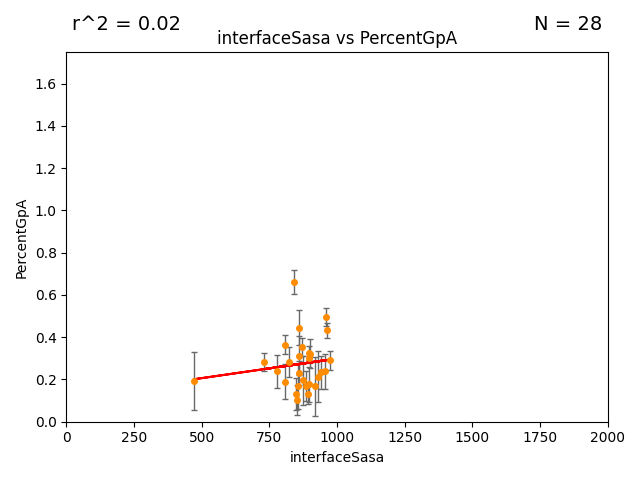 r^2 = 0.02
N = 28
interfaceSasa vs PercentGpA
PercentGpA
1.6
1.4
1.2
1.0
0.8
0.6
0.4
0.2
0.0
0 250 500 750 1000 1250 1500 1750 2000
interfaceSasa